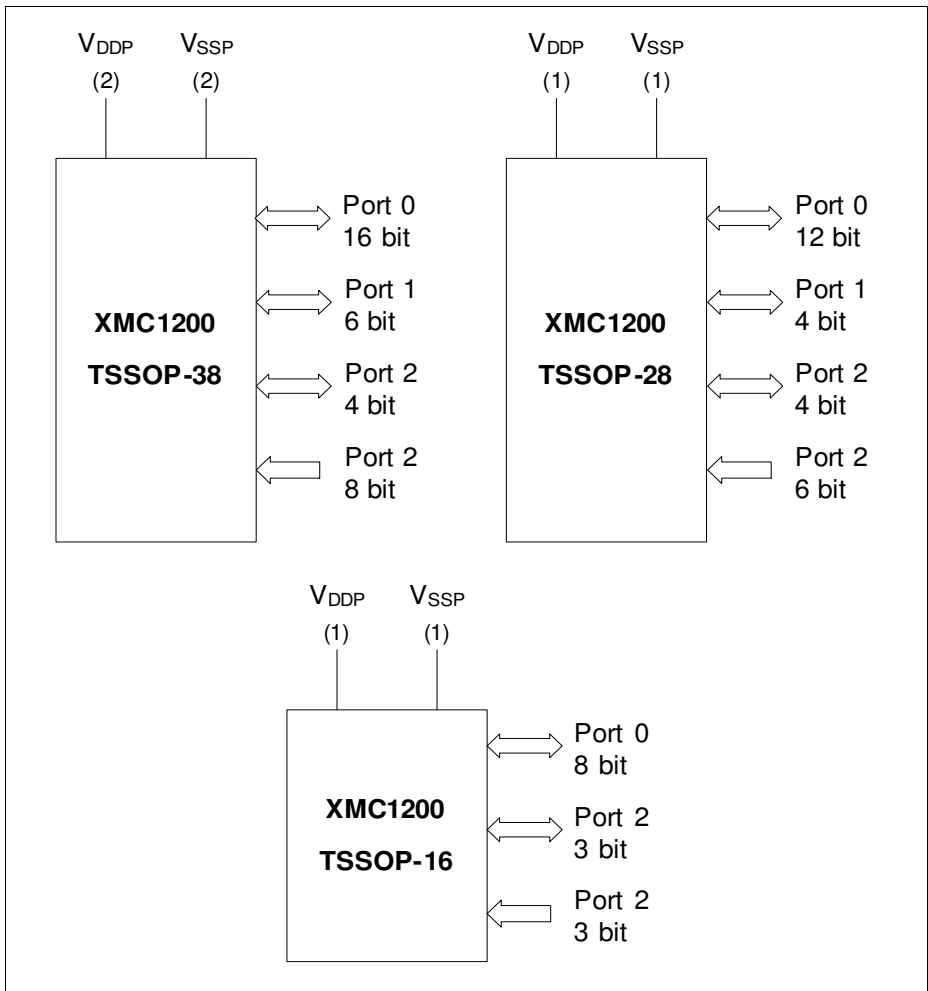 VDDP VSSP
(2) (2)
XMC1200
TSSOP-38
Port 0
16 bit
Port 1
6 bit
Port 2
4 bit
Port 2
8 bit
VDDP VSSP
(1) (1)
XMC1200
TSSOP-28
Port 0
12 bit
Port 1
4 bit
Port 2
4 bit
Port 2
6 bit
VDDP VSSP
(1) (1)
XMC1200
TSSOP-16
Port 0
8 bit
Port 2
3 bit
Port 2
3 bit